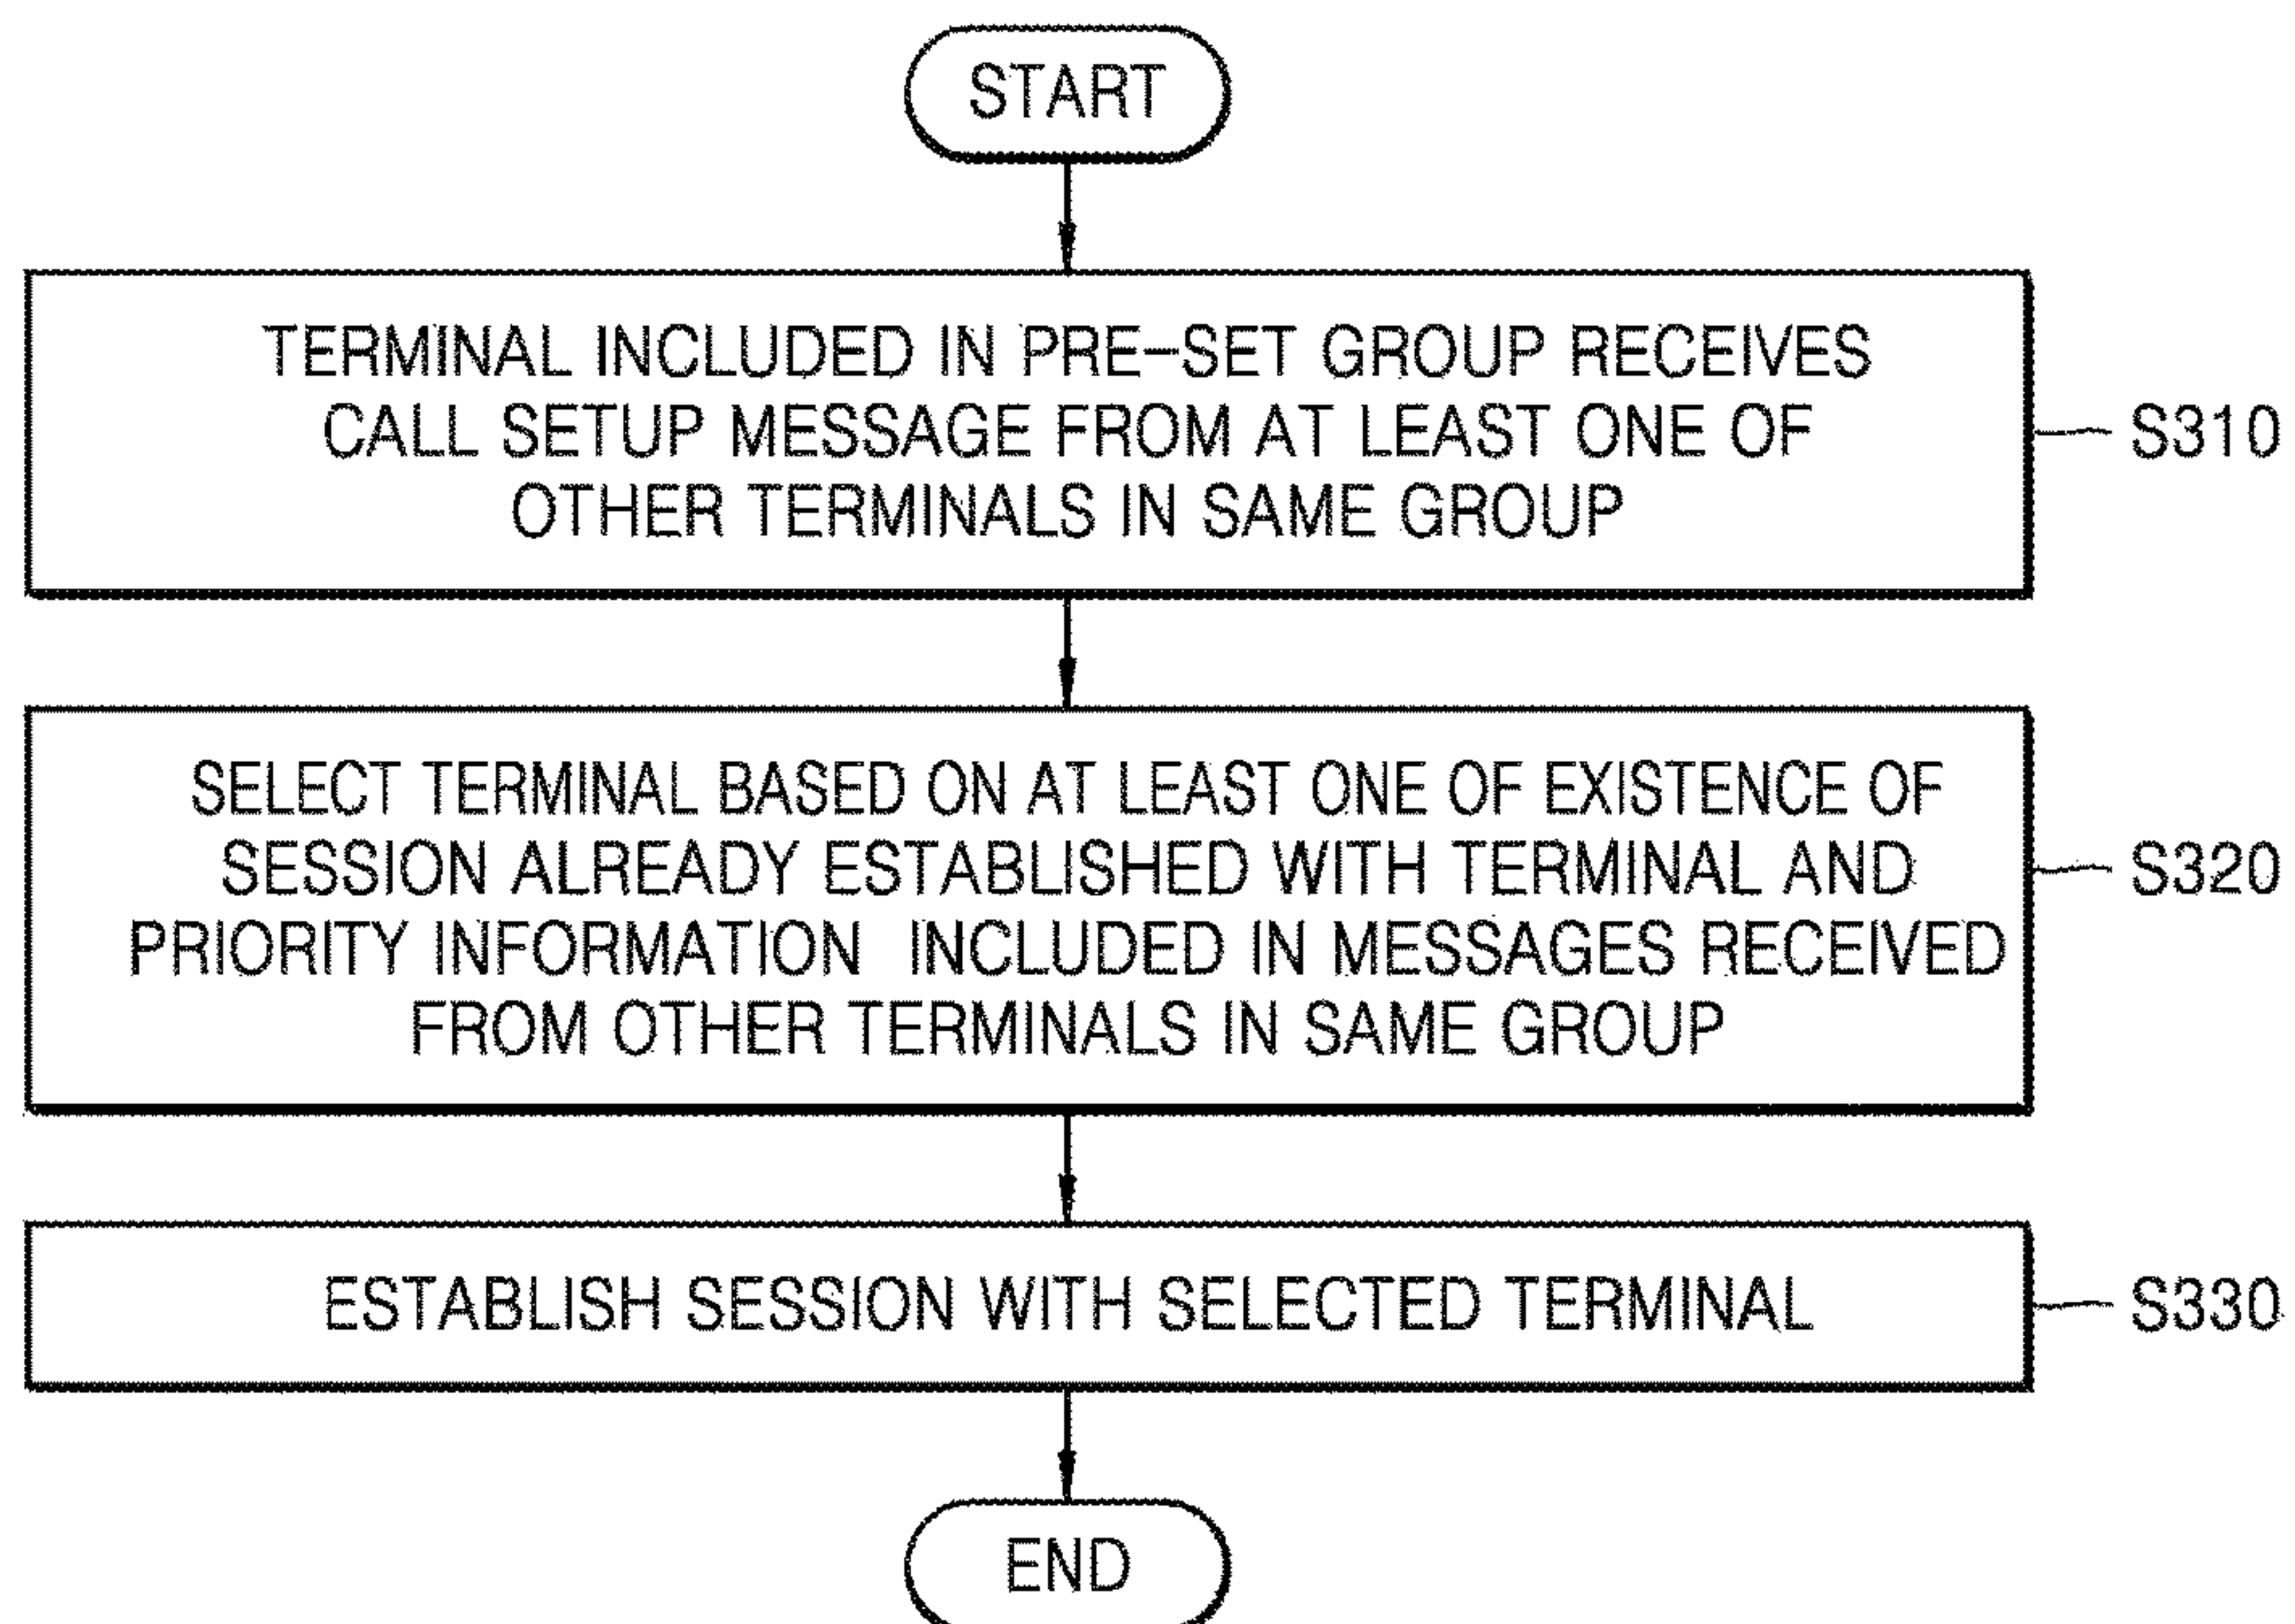 START
TERMINAL INCLUDED IN PRE-SET GROUP RECEIVES
CALL SETUP MESSAGE FROM AT LEAST ONE OF
OTHER TERMINALS IN SAME GROUP
S310
SELECT TERMINAL BASED ON AT LEAST ONE OF EXISTENCE OF
SESSION ALREADY ESTABLISHED WITH TERMINAL AND
PRIORITY INFORMATION INCLUDED IN MESSAGES RECEIVED
FROM OTHER TERMINALS IN SAME GROUP
S320
ESTABLISH SESSION WITH SELECTED TERMINAL
S330
END